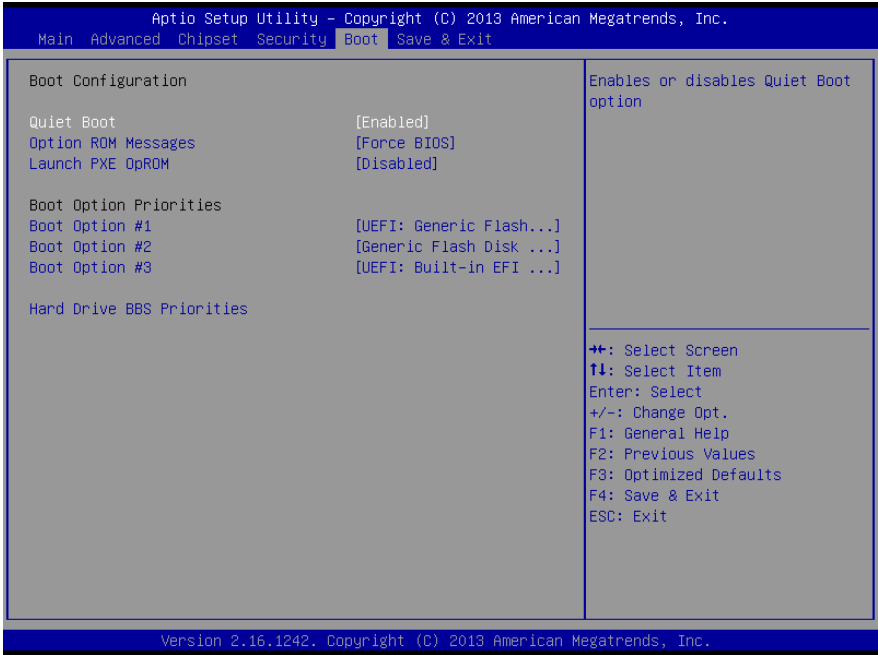 Aptio Setup Utility – Copyright (C) 2013 American Megatrends, Inc.
Main Advanced Chipset Security Boot Save & Exit
Boot Configuration
Quiet Boot [Enabled]
Option ROM Messages [Force BIOS]
Launch PXE OpROM [Disabled]
Boot Option Priorities
Boot Option #1 [UEFI: Generic Flash...]
Boot Option #2 [Generic Flash Disk ...]
Boot Option #3 [UEFI: Built-in EFI ...]
Hard Drive BBS Priorities
Enables or disables Quiet Boot
option
→←: Select Screen
↑↓: Select Item
Enter: Select
+/-: Change Opt.
F1: General Help
F2: Previous Values
F3: Optimized Defaults
F4: Save & Exit
ESC: Exit
Version 2.16.1242. Copyright (C) 2013 American Megatrends, Inc.